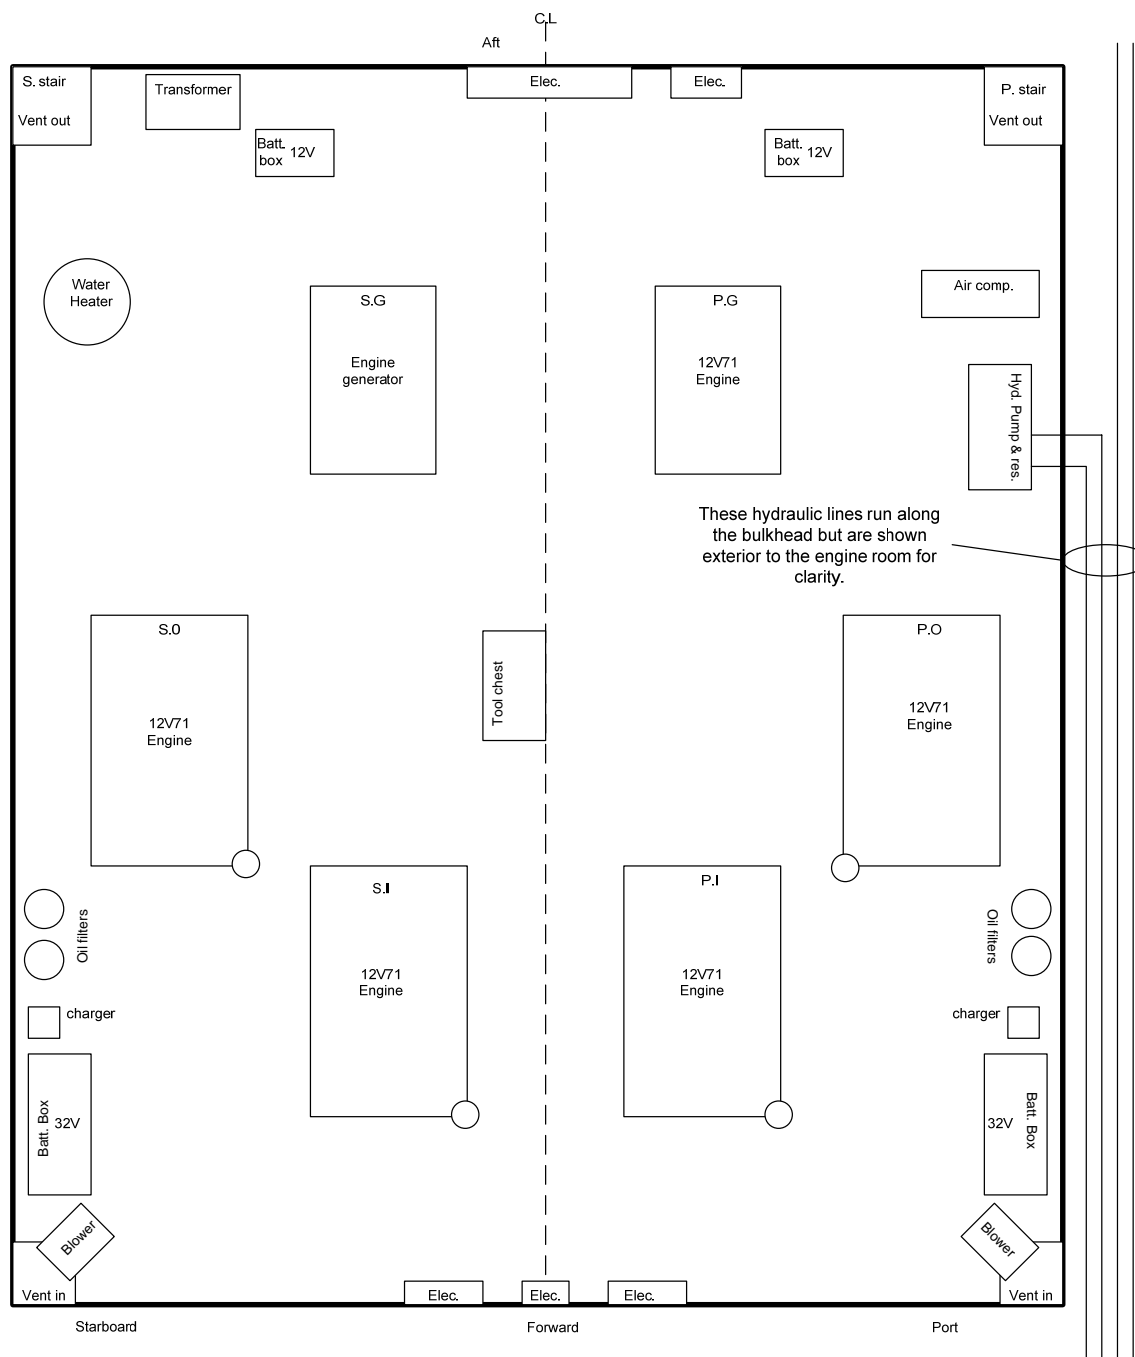 C.L
Aft
S. stair
Vent out
Transformer
Elec.
Elec.
P. stair
Vent out
Batt.
box 12V
Batt.
box 12V
Water
Heater
S.G
Engine
generator
P.G
12V71
Engine
Air comp.
Hyd. Pump & res.
These hydraulic lines run along
the bulkhead but are shown
exterior to the engine room for
clarity.
S.0
12V71
Engine
Tool chest
P.O
12V71
Engine
S.I
12V71
Engine
P.I
12V71
Engine
Oil filters
Oil filters
charger
charger
Batt. Box
32V
32V
Batt. Box
Blower
Blower
Vent in
Elec.
Elec.
Elec.
Vent in
Starboard
Forward
Port